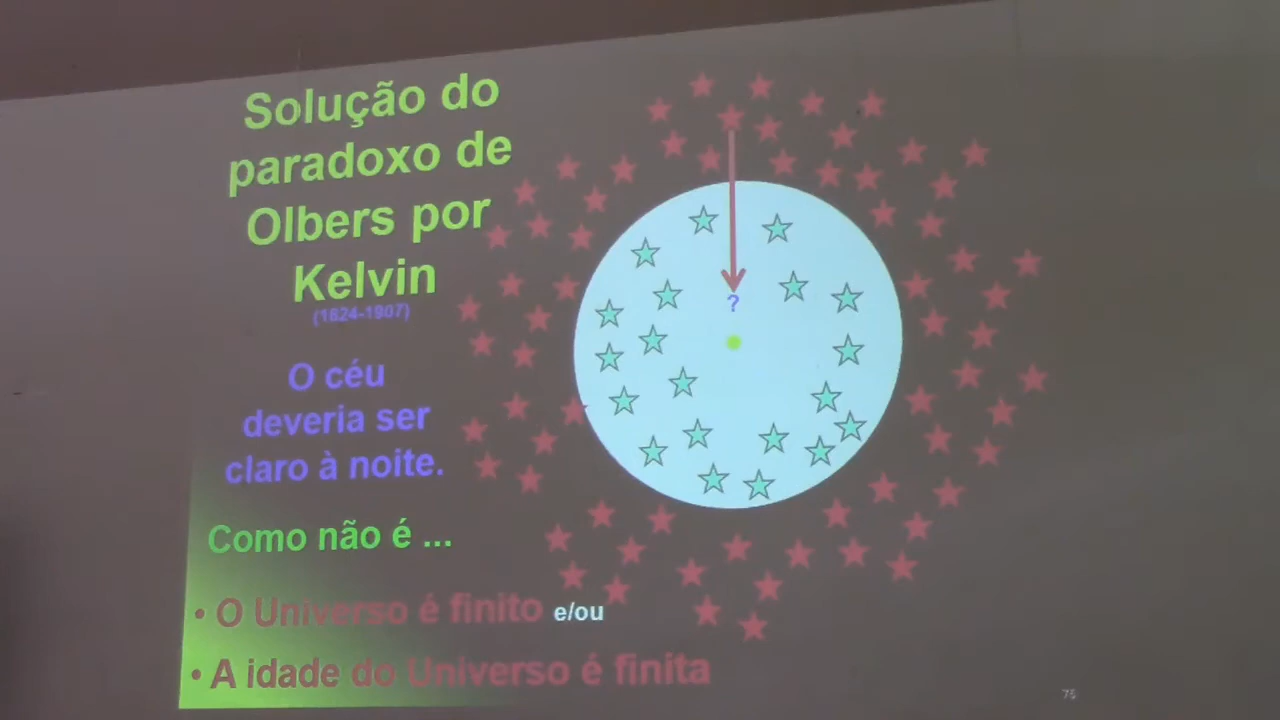 Solução do
paradoxo de
Olbers por
Kelvin
(1824-1907)
O céu
deveria ser
claro à noite.
Como não é ...
• O Universo é finito e/ou
• A idade do Universo é finita
?